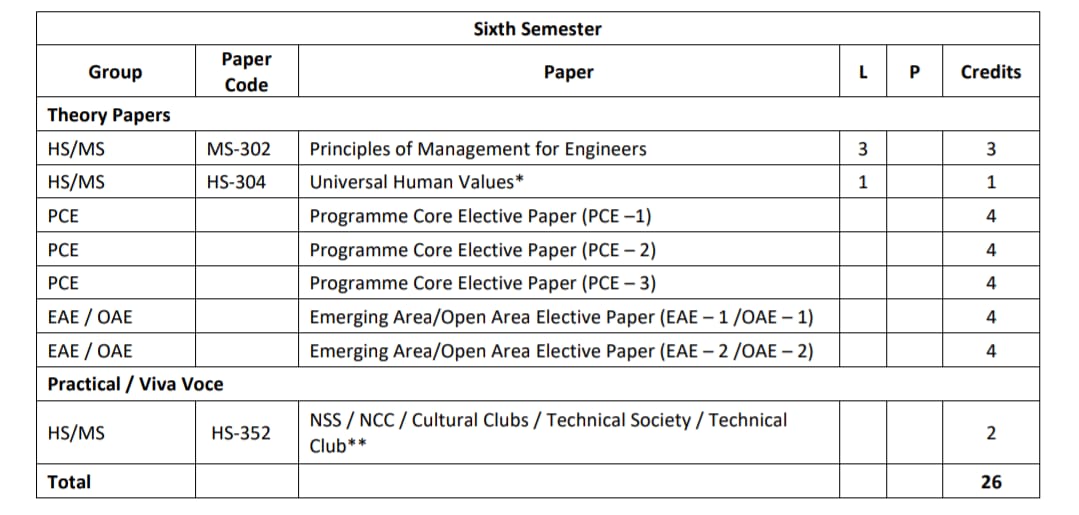 Sixth Semester
Group Paper Code Paper L P Credits
Theory Papers
HS/MS MS-302 Principles of Management for Engineers 3 3
HS/MS HS-304 Universal Human Values* 1 1
PCE Programme Core Elective Paper (PCE –1) 4
PCE Programme Core Elective Paper (PCE – 2) 4
PCE Programme Core Elective Paper (PCE – 3) 4
EAE / OAE Emerging Area/Open Area Elective Paper (EAE – 1 /OAE – 1) 4
EAE / OAE Emerging Area/Open Area Elective Paper (EAE – 2 /OAE – 2) 4
Practical / Viva Voce
HS/MS HS-352 NSS / NCC / Cultural Clubs / Technical Society / Technical Club** 2
Total 26